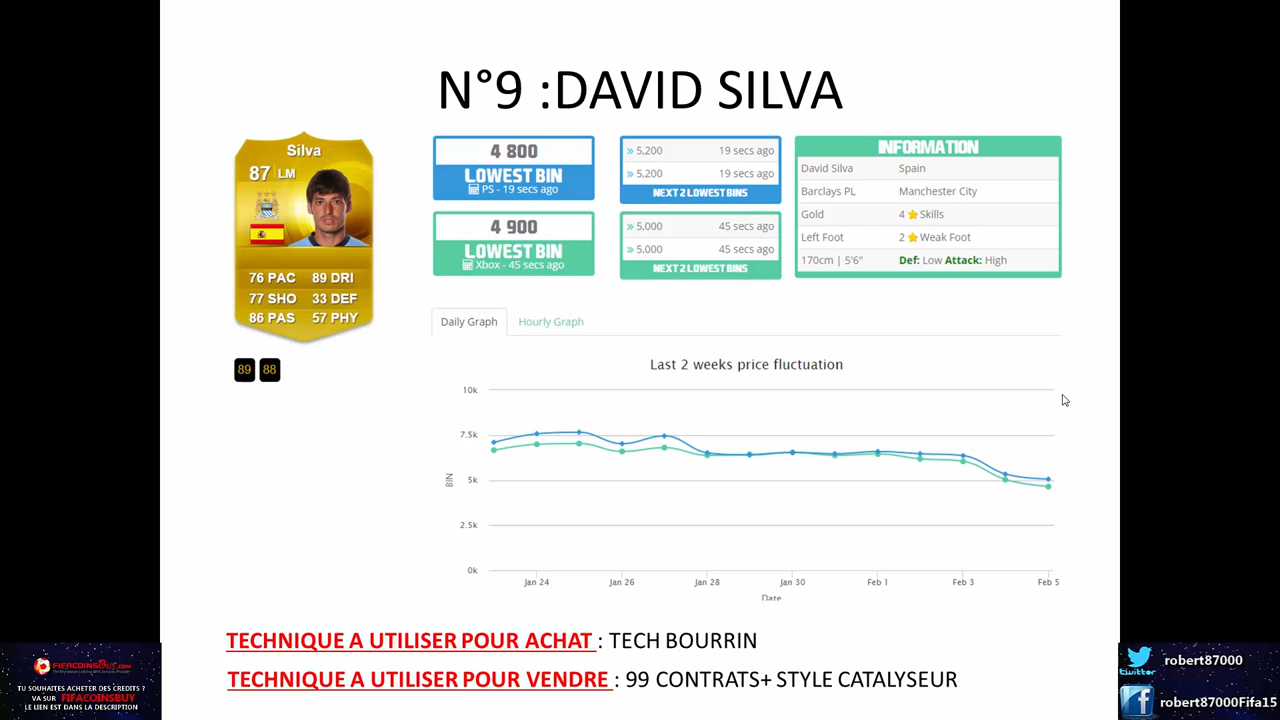 N°9 :DAVID SILVA
Silva
87 LM
76 PAC 89 DRI
77 SHO 33 DEF
86 PAS 57 PHY
89 88
4 800
LOWEST BIN
PS - 19 secs ago
» 5,200 19 secs ago
» 5,200 19 secs ago
NEXT 2 LOWEST BINS
4 900
LOWEST BIN
Xbox - 45 secs ago
» 5,000 45 secs ago
» 5,000 45 secs ago
NEXT 2 LOWEST BINS
INFORMATION
David Silva Spain
Barclays PL Manchester City
Gold 4 Skills
Left Foot 2 Weak Foot
170cm | 5'6" Def: Low Attack: High
Daily Graph Hourly Graph
Last 2 weeks price fluctuation
10k
7.5k
5k
2.5k
0k
BIN
Jan 24 Jan 26 Jan 28 Jan 30 Feb 1 Feb 3 Feb 5
Date
TECHNIQUE A UTILISER POUR ACHAT : TECH BOURRIN
TECHNIQUE A UTILISER POUR VENDRE : 99 CONTRATS+ STYLE CATALYSEUR
FIFACOINSBUY.COM
TU SOUHAITES ACHETER DES CRÉDITS ?
VA SUR FIFACOINSBUY
LE LIEN EST DANS LA DESCRIPTION
twitter
robert87000
robert87000Fifa15